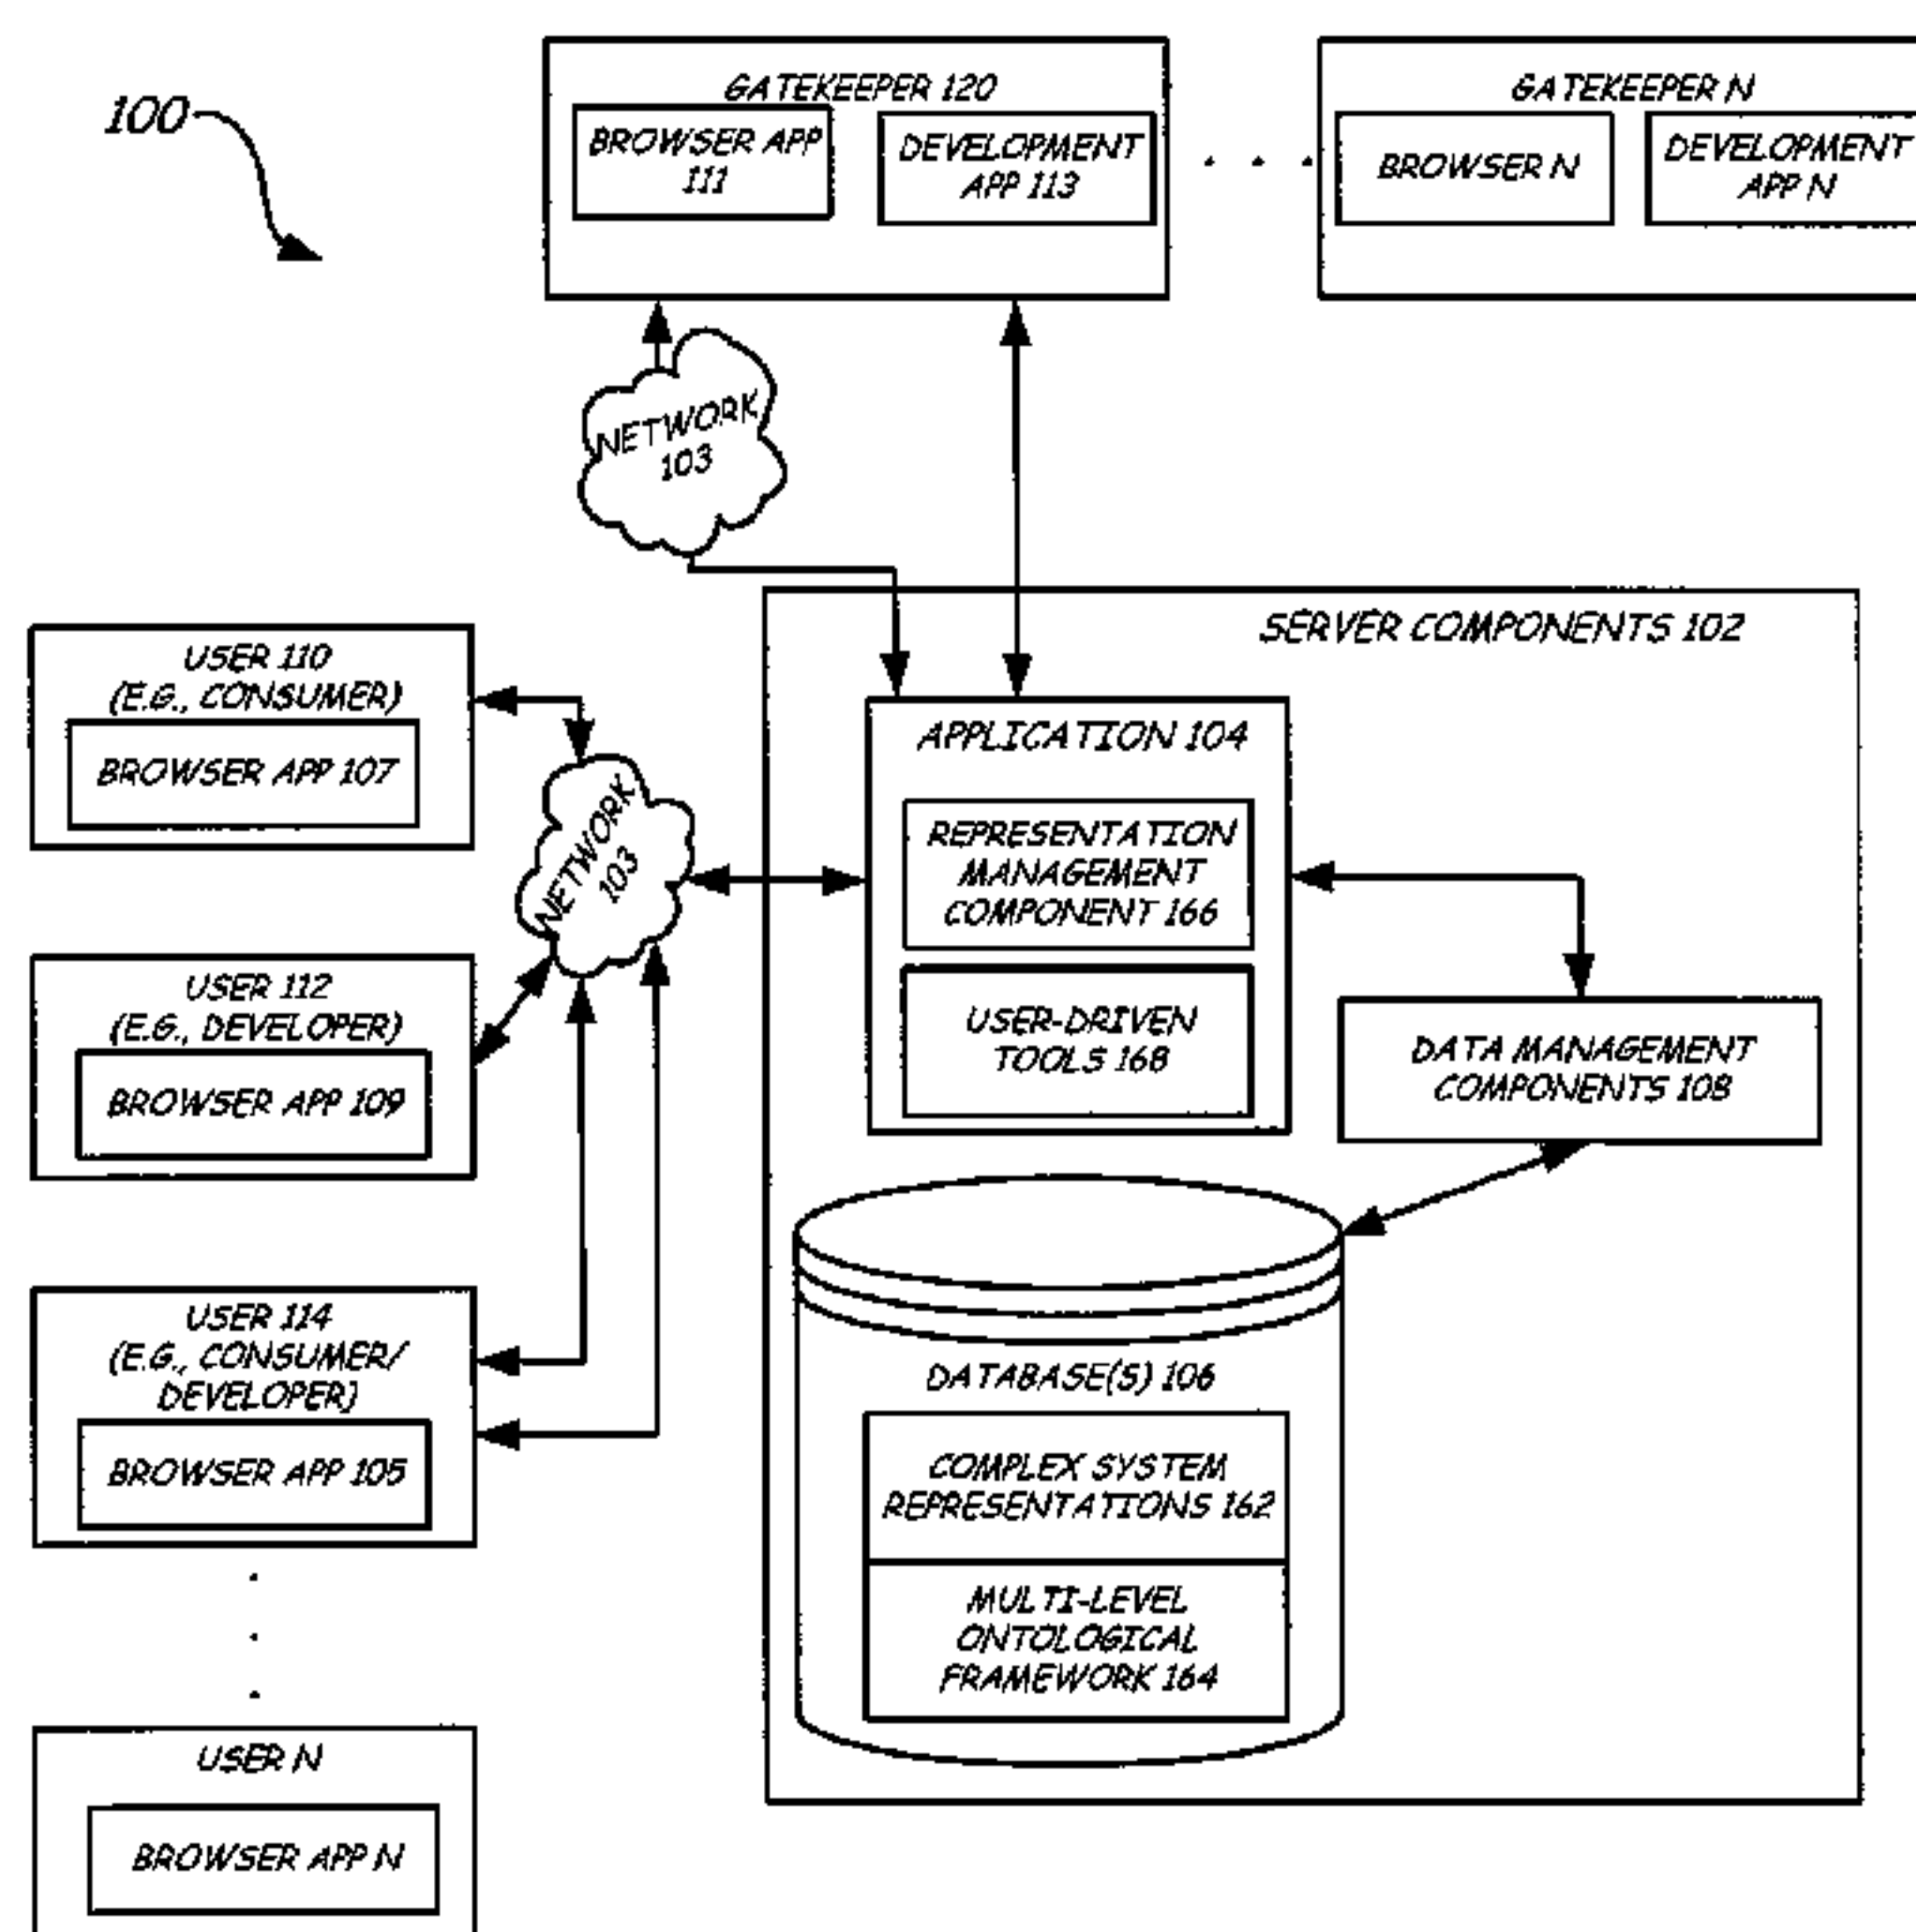 100
GATEKEEPER 120
BROWSER APP
111
DEVELOPMENT
APP 113
. . .
GATEKEEPER N
BROWSER N
DEVELOPMENT
APP N
NETWORK
103
SERVER COMPONENTS 102
USER 110
(E.G., CONSUMER)
BROWSER APP 107
NETWORK
103
APPLICATION 104
REPRESENTATION
MANAGEMENT
COMPONENT 166
USER-DRIVEN
TOOLS 168
USER 112
(E.G., DEVELOPER)
BROWSER APP 109
DATA MANAGEMENT
COMPONENTS 108
USER 114
(E.G., CONSUMER/
DEVELOPER)
BROWSER APP 105
DATABASE(S) 106
COMPLEX SYSTEM
REPRESENTATIONS 162
MULTI-LEVEL
ONTOLOGICAL
FRAMEWORK 164
USER N
BROWSER APP N